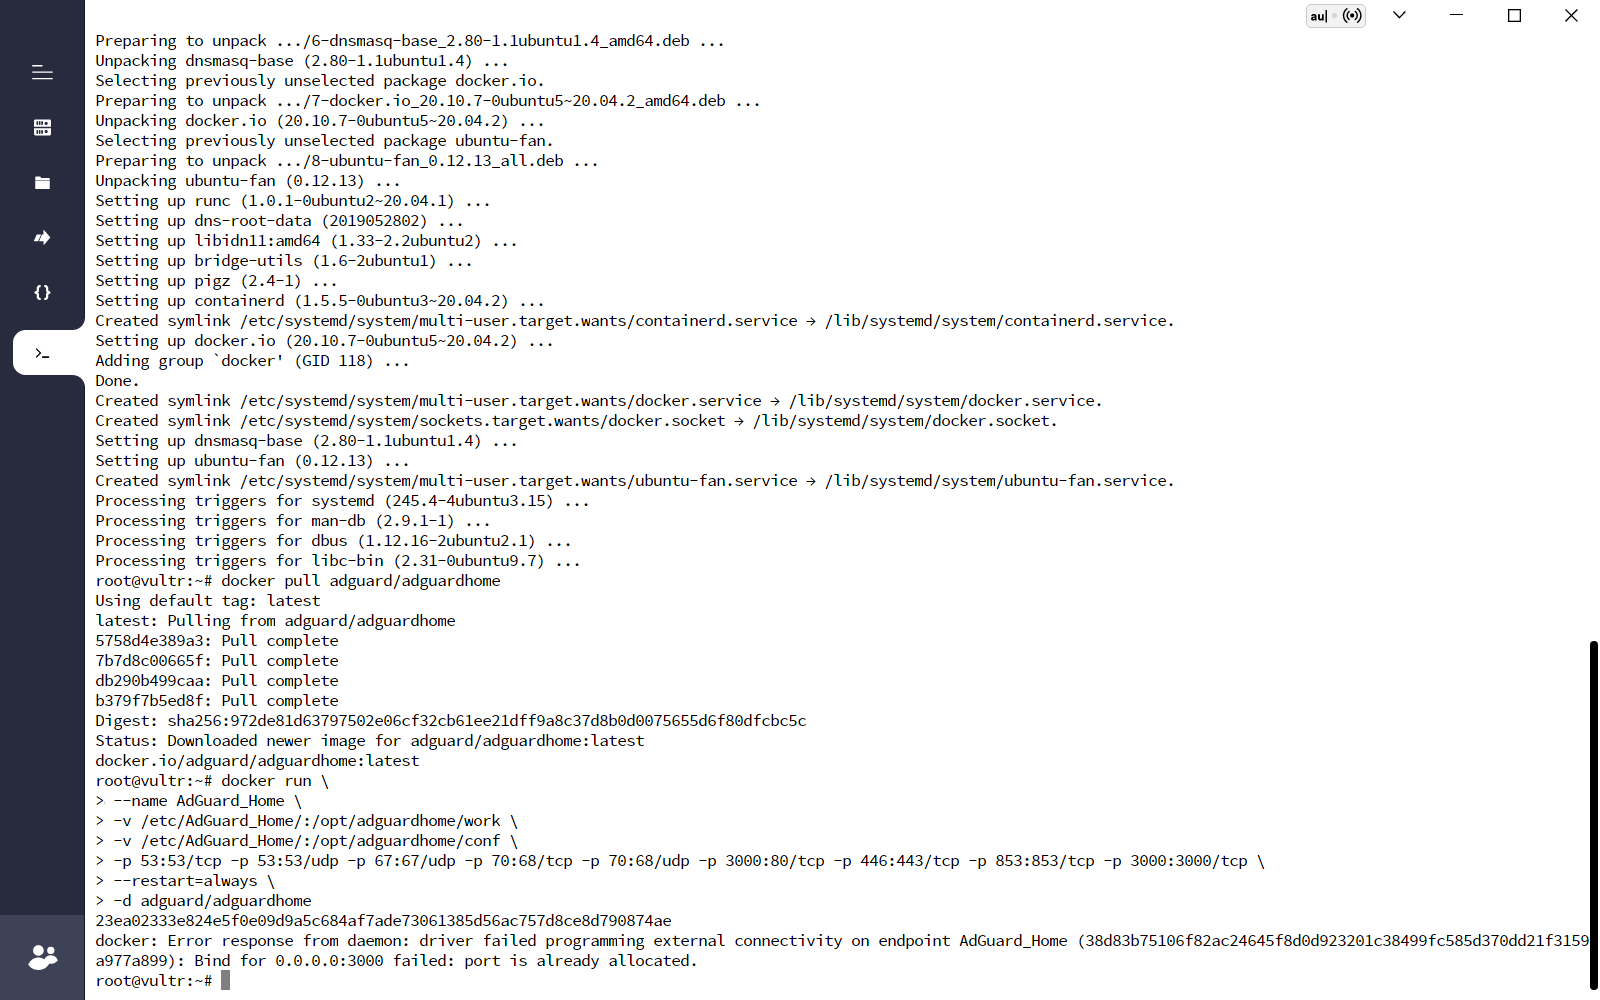 au|
Preparing to unpack .../6-dnsmasq-base_2.80-1.1ubuntu1.4_amd64.deb ...
Unpacking dnsmasq-base (2.80-1.1ubuntu1.4) ...
Selecting previously unselected package docker.io.
Preparing to unpack .../7-docker.io_20.10.7-0ubuntu5~20.04.2_amd64.deb ...
Unpacking docker.io (20.10.7-0ubuntu5~20.04.2) ...
Selecting previously unselected package ubuntu-fan.
Preparing to unpack .../8-ubuntu-fan_0.12.13_all.deb ...
Unpacking ubuntu-fan (0.12.13) ...
Setting up runc (1.0.1-0ubuntu2~20.04.1) ...
Setting up dns-root-data (2019052802) ...
Setting up libidn11:amd64 (1.33-2.2ubuntu2) ...
Setting up bridge-utils (1.6-2ubuntu1) ...
Setting up pigz (2.4-1) ...
Setting up containerd (1.5.5-0ubuntu3~20.04.2) ...
Created symlink /etc/systemd/system/multi-user.target.wants/containerd.service → /lib/systemd/system/containerd.service.
Setting up docker.io (20.10.7-0ubuntu5~20.04.2) ...
Adding group `docker' (GID 118) ...
Done.
Created symlink /etc/systemd/system/multi-user.target.wants/docker.service → /lib/systemd/system/docker.service.
Created symlink /etc/systemd/system/sockets.target.wants/docker.socket → /lib/systemd/system/docker.socket.
Setting up dnsmasq-base (2.80-1.1ubuntu1.4) ...
Setting up ubuntu-fan (0.12.13) ...
Created symlink /etc/systemd/system/multi-user.target.wants/ubuntu-fan.service → /lib/systemd/system/ubuntu-fan.service.
Processing triggers for systemd (245.4-4ubuntu3.15) ...
Processing triggers for man-db (2.9.1-1) ...
Processing triggers for dbus (1.12.16-2ubuntu2.1) ...
Processing triggers for libc-bin (2.31-0ubuntu9.7) ...
root@vultr:~# docker pull adguard/adguardhome
Using default tag: latest
latest: Pulling from adguard/adguardhome
5758d4e389a3: Pull complete
7b7d8c00665f: Pull complete
db290b499caa: Pull complete
b379f7b5ed8f: Pull complete
Digest: sha256:972de81d63797502e06cf32cb61ee21dff9a8c37d8b0d0075655d6f80dfcbc5c
Status: Downloaded newer image for adguard/adguardhome:latest
docker.io/adguard/adguardhome:latest
root@vultr:~# docker run \
> --name AdGuard_Home \
> -v /etc/AdGuard_Home/:/opt/adguardhome/work \
> -v /etc/AdGuard_Home/:/opt/adguardhome/conf \
> -p 53:53/tcp -p 53:53/udp -p 67:67/udp -p 70:68/tcp -p 70:68/udp -p 3000:80/tcp -p 446:443/tcp -p 853:853/tcp -p 3000:3000/tcp \
> --restart=always \
> -d adguard/adguardhome
23ea02333e824e5f0e09d9a5c684af7ade73061385d56ac757d8ce8d790874ae
docker: Error response from daemon: driver failed programming external connectivity on endpoint AdGuard_Home (38d83b75106f82ac24645f8d0d923201c38499fc585d370dd21f3159
a977a899): Bind for 0.0.0.0:3000 failed: port is already allocated.
root@vultr:~#